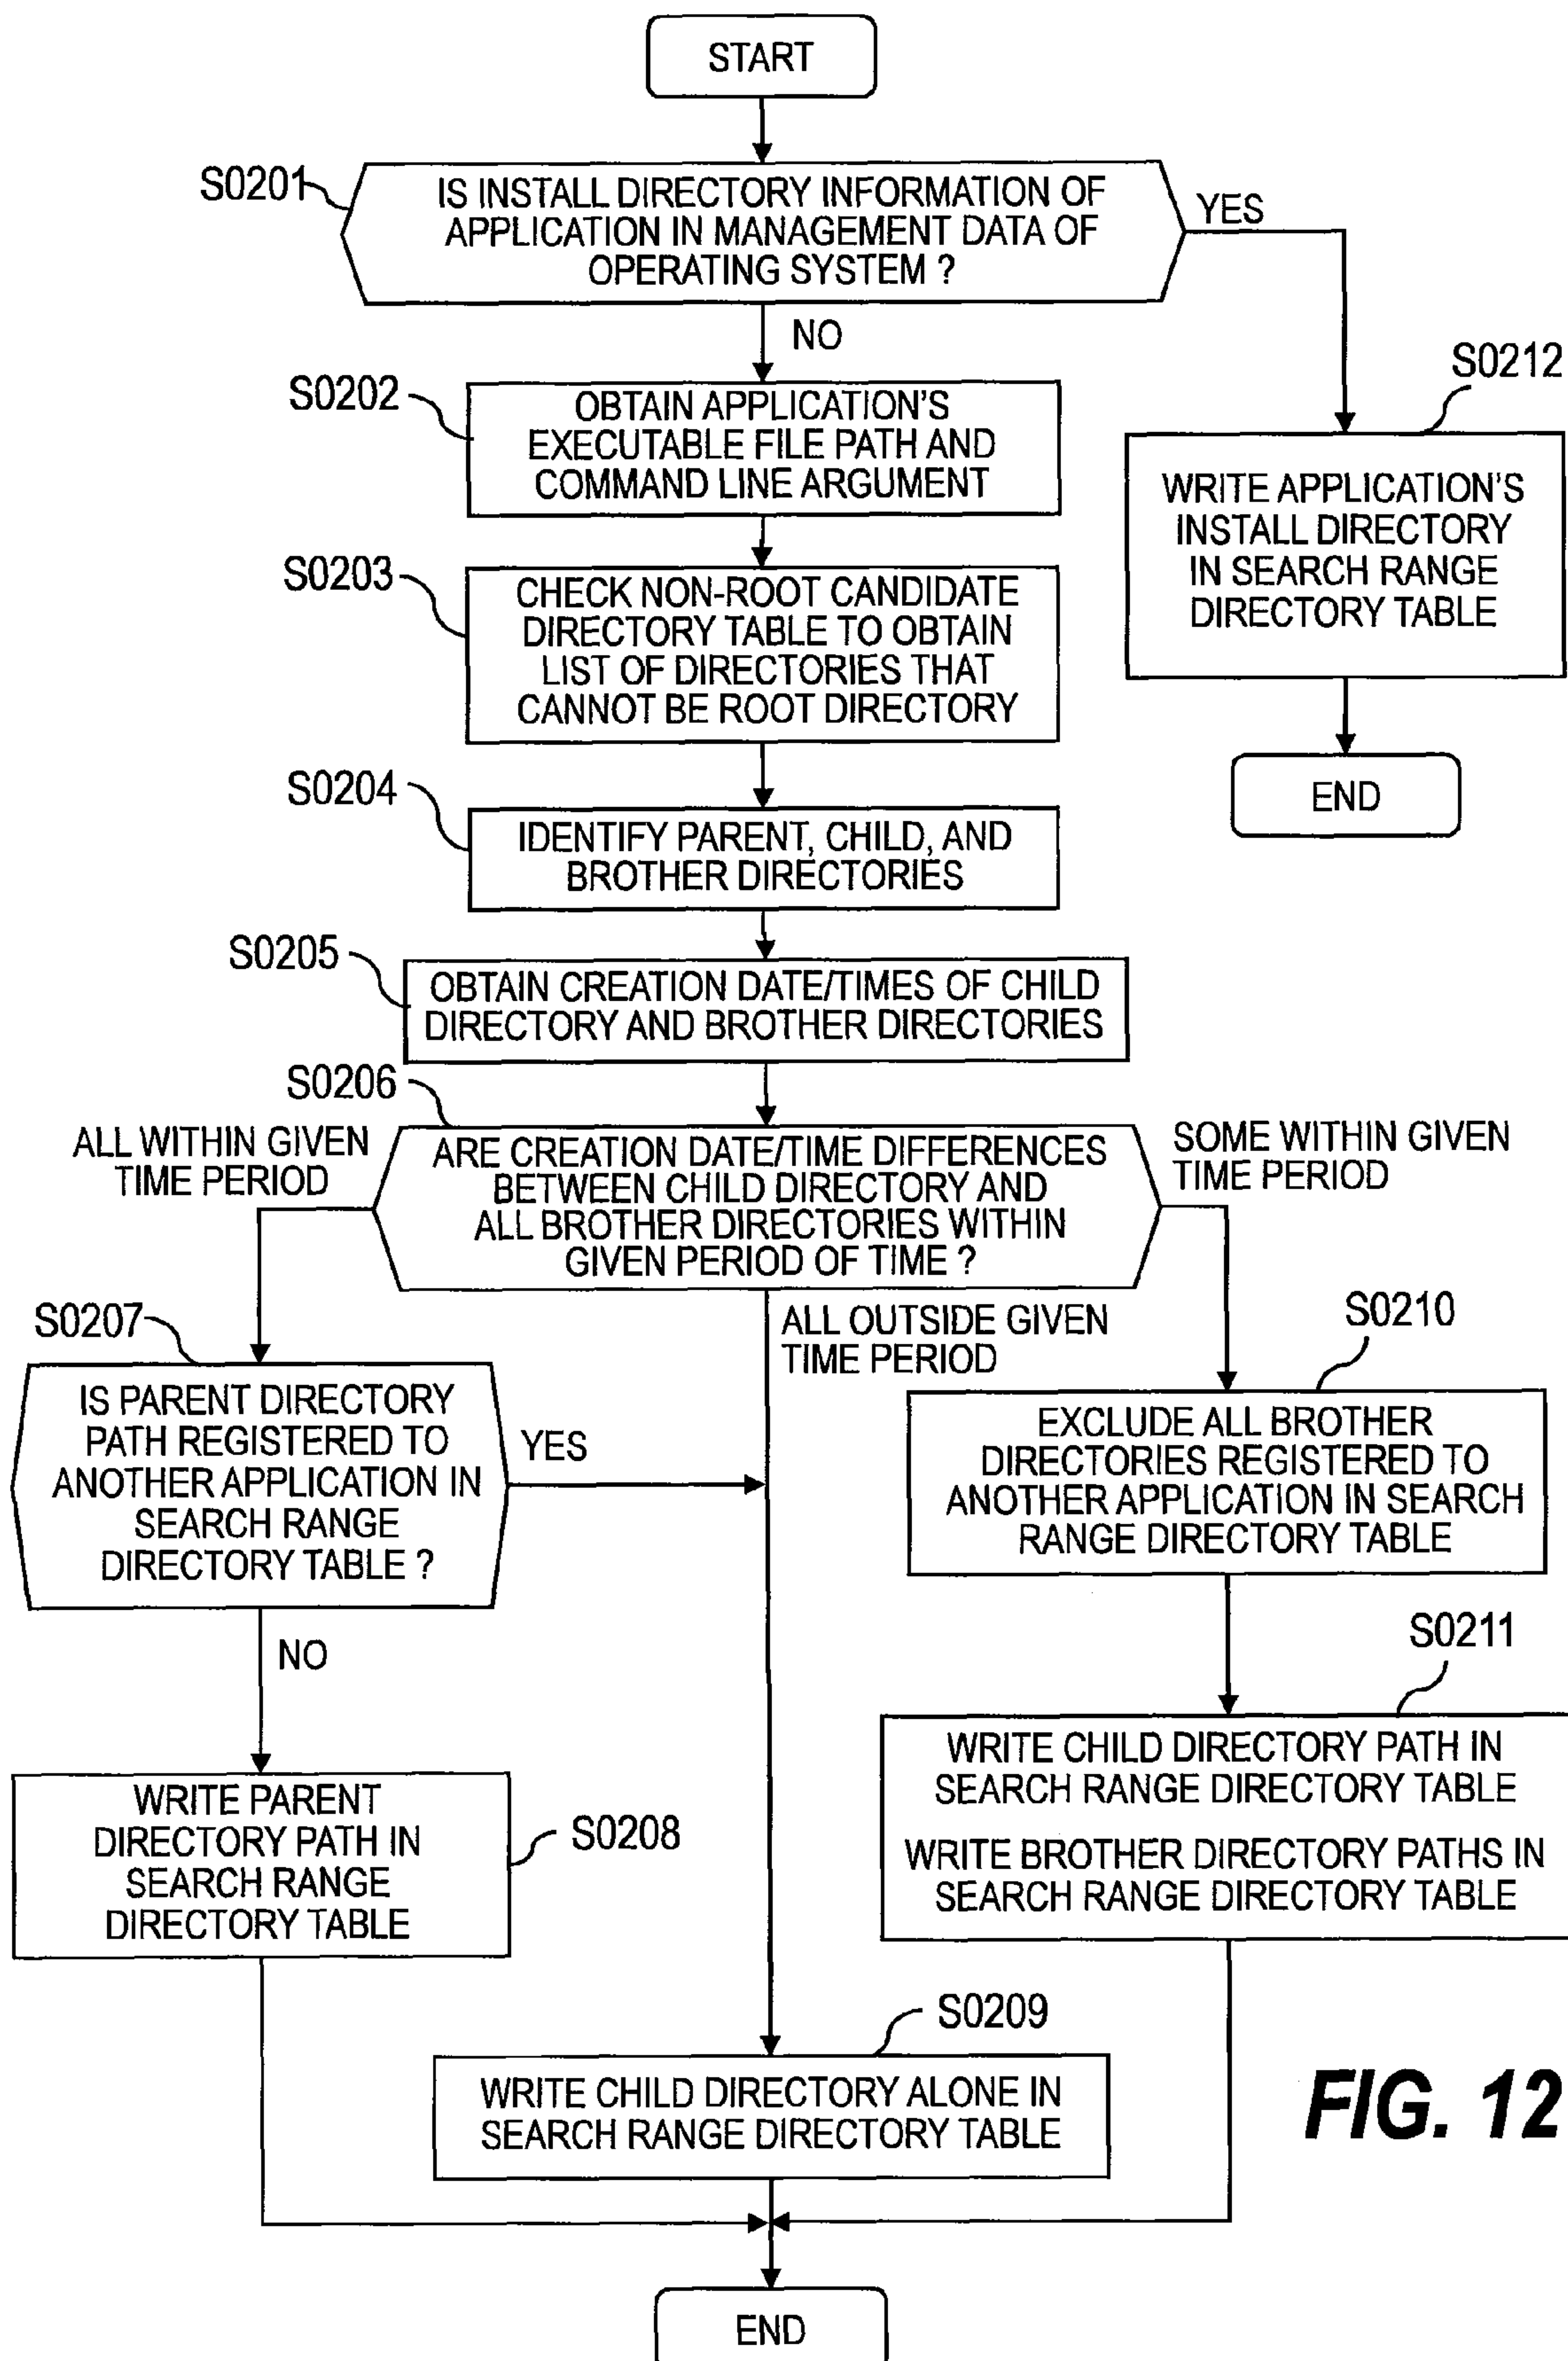 START
S0201
IS INSTALL DIRECTORY INFORMATION OF
APPLICATION IN MANAGEMENT DATA OF
OPERATING SYSTEM ?
YES
NO
S0212
WRITE APPLICATION'S
INSTALL DIRECTORY
IN SEARCH RANGE
DIRECTORY TABLE
END
S0202
OBTAIN APPLICATION'S
EXECUTABLE FILE PATH AND
COMMAND LINE ARGUMENT
S0203
CHECK NON-ROOT CANDIDATE
DIRECTORY TABLE TO OBTAIN
LIST OF DIRECTORIES THAT
CANNOT BE ROOT DIRECTORY
S0204
IDENTIFY PARENT, CHILD, AND
BROTHER DIRECTORIES
S0205
OBTAIN CREATION DATE/TIMES OF CHILD
DIRECTORY AND BROTHER DIRECTORIES
S0206
ARE CREATION DATE/TIME DIFFERENCES
BETWEEN CHILD DIRECTORY AND
ALL BROTHER DIRECTORIES WITHIN
GIVEN PERIOD OF TIME ?
ALL WITHIN GIVEN
TIME PERIOD
SOME WITHIN GIVEN
TIME PERIOD
ALL OUTSIDE GIVEN
TIME PERIOD
S0207
IS PARENT DIRECTORY
PATH REGISTERED TO
ANOTHER APPLICATION IN
SEARCH RANGE
DIRECTORY TABLE ?
YES
NO
S0210
EXCLUDE ALL BROTHER
DIRECTORIES REGISTERED TO
ANOTHER APPLICATION IN SEARCH
RANGE DIRECTORY TABLE
S0211
WRITE CHILD DIRECTORY PATH IN
SEARCH RANGE DIRECTORY TABLE
WRITE BROTHER DIRECTORY PATHS IN
SEARCH RANGE DIRECTORY TABLE
WRITE PARENT
DIRECTORY PATH IN
SEARCH RANGE
DIRECTORY TABLE
S0208
S0209
WRITE CHILD DIRECTORY ALONE IN
SEARCH RANGE DIRECTORY TABLE
END
FIG. 12